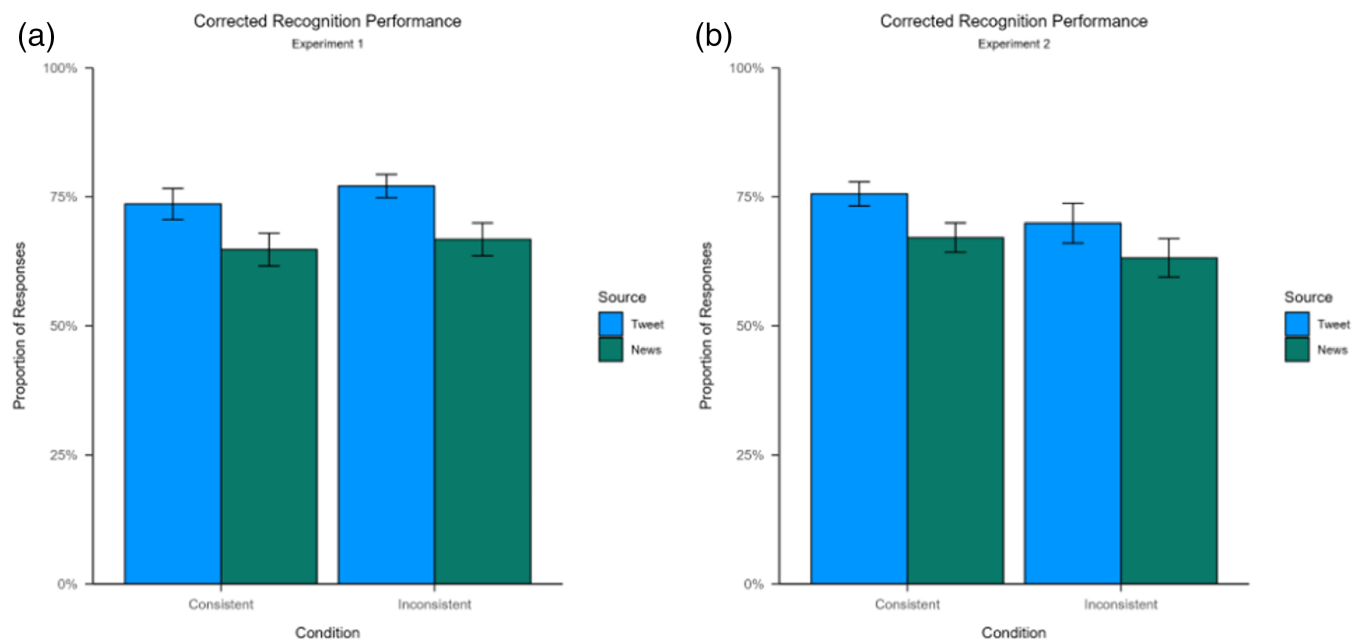 (a)
Corrected Recognition Performance
Experiment 1
100%
75%
50%
25%
0%
Proportion of Responses
Consistent
Inconsistent
Condition
Source
Tweet
News
(b)
Corrected Recognition Performance
Experiment 2
100%
75%
50%
25%
0%
Proportion of Responses
Consistent
Inconsistent
Condition
Source
Tweet
News